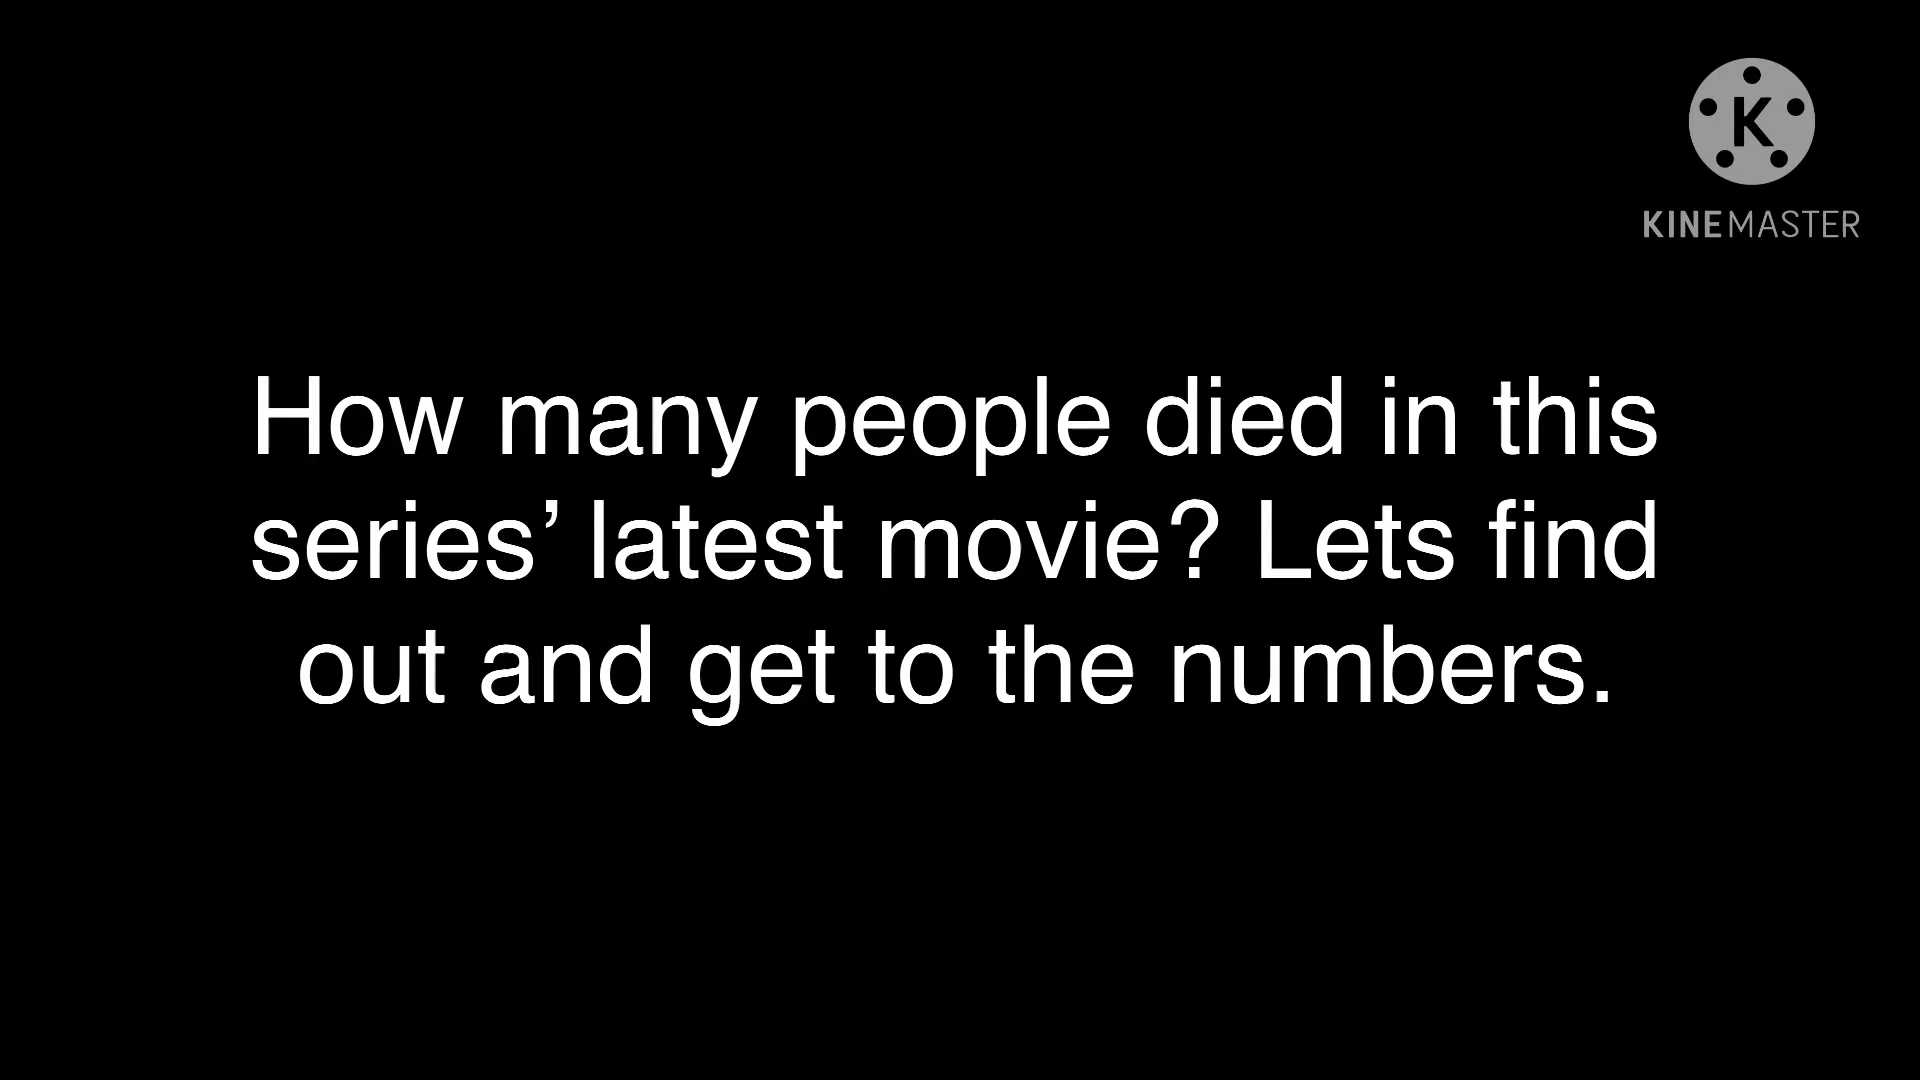 K
KINEMASTER
How many people died in this
series’ latest movie? Lets find
out and get to the numbers.